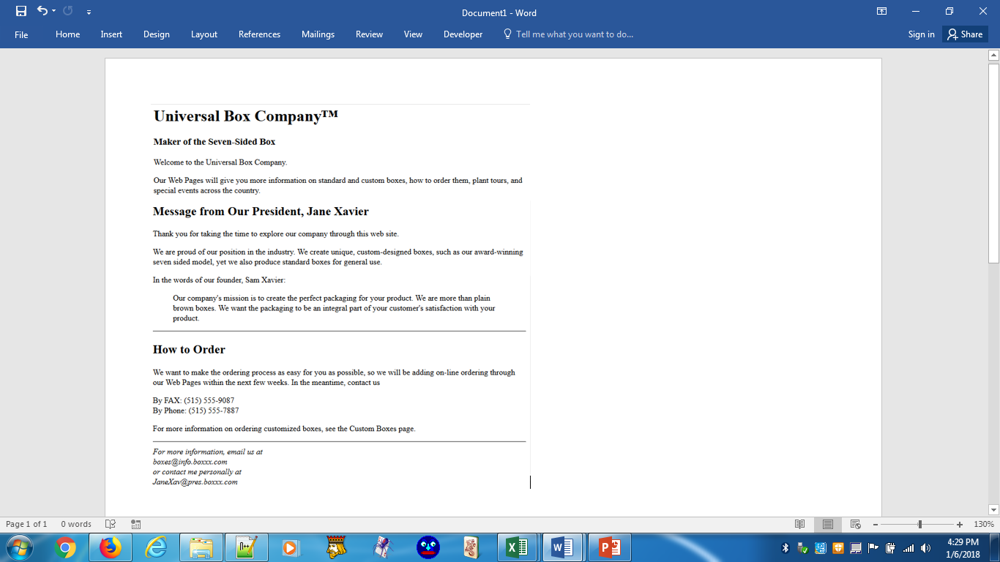 Document1 - Word
File Home Insert Design Layout References Mailings Review View Developer Tell me what you want to do... Sign in Share
Universal Box Company™
Maker of the Seven-Sided Box
Welcome to the Universal Box Company.
Our Web Pages will give you more information on standard and custom boxes, how to order them, plant tours, and
special events across the country.
Message from Our President, Jane Xavier
Thank you for taking the time to explore our company through this web site.
We are proud of our position in the industry. We create unique, custom-designed boxes, such as our award-winning
seven sided model, yet we also produce standard boxes for general use.
In the words of our founder, Sam Xavier:
Our company's mission is to create the perfect packaging for your product. We are more than plain
brown boxes. We want the packaging to be an integral part of your customer's satisfaction with your
product.
How to Order
We want to make the ordering process as easy for you as possible, so we will be adding on-line ordering through
our Web Pages within the next few weeks. In the meantime, contact us
By FAX: (515) 555-9087
By Phone: (515) 555-7887
For more information on ordering customized boxes, see the Custom Boxes page.
For more information, email us at
boxes@info.boxxx.com
or contact me personally at
JaneXav@pres.boxxx.com
Page 1 of 1 0 words 130%
4:29 PM
1/6/2018